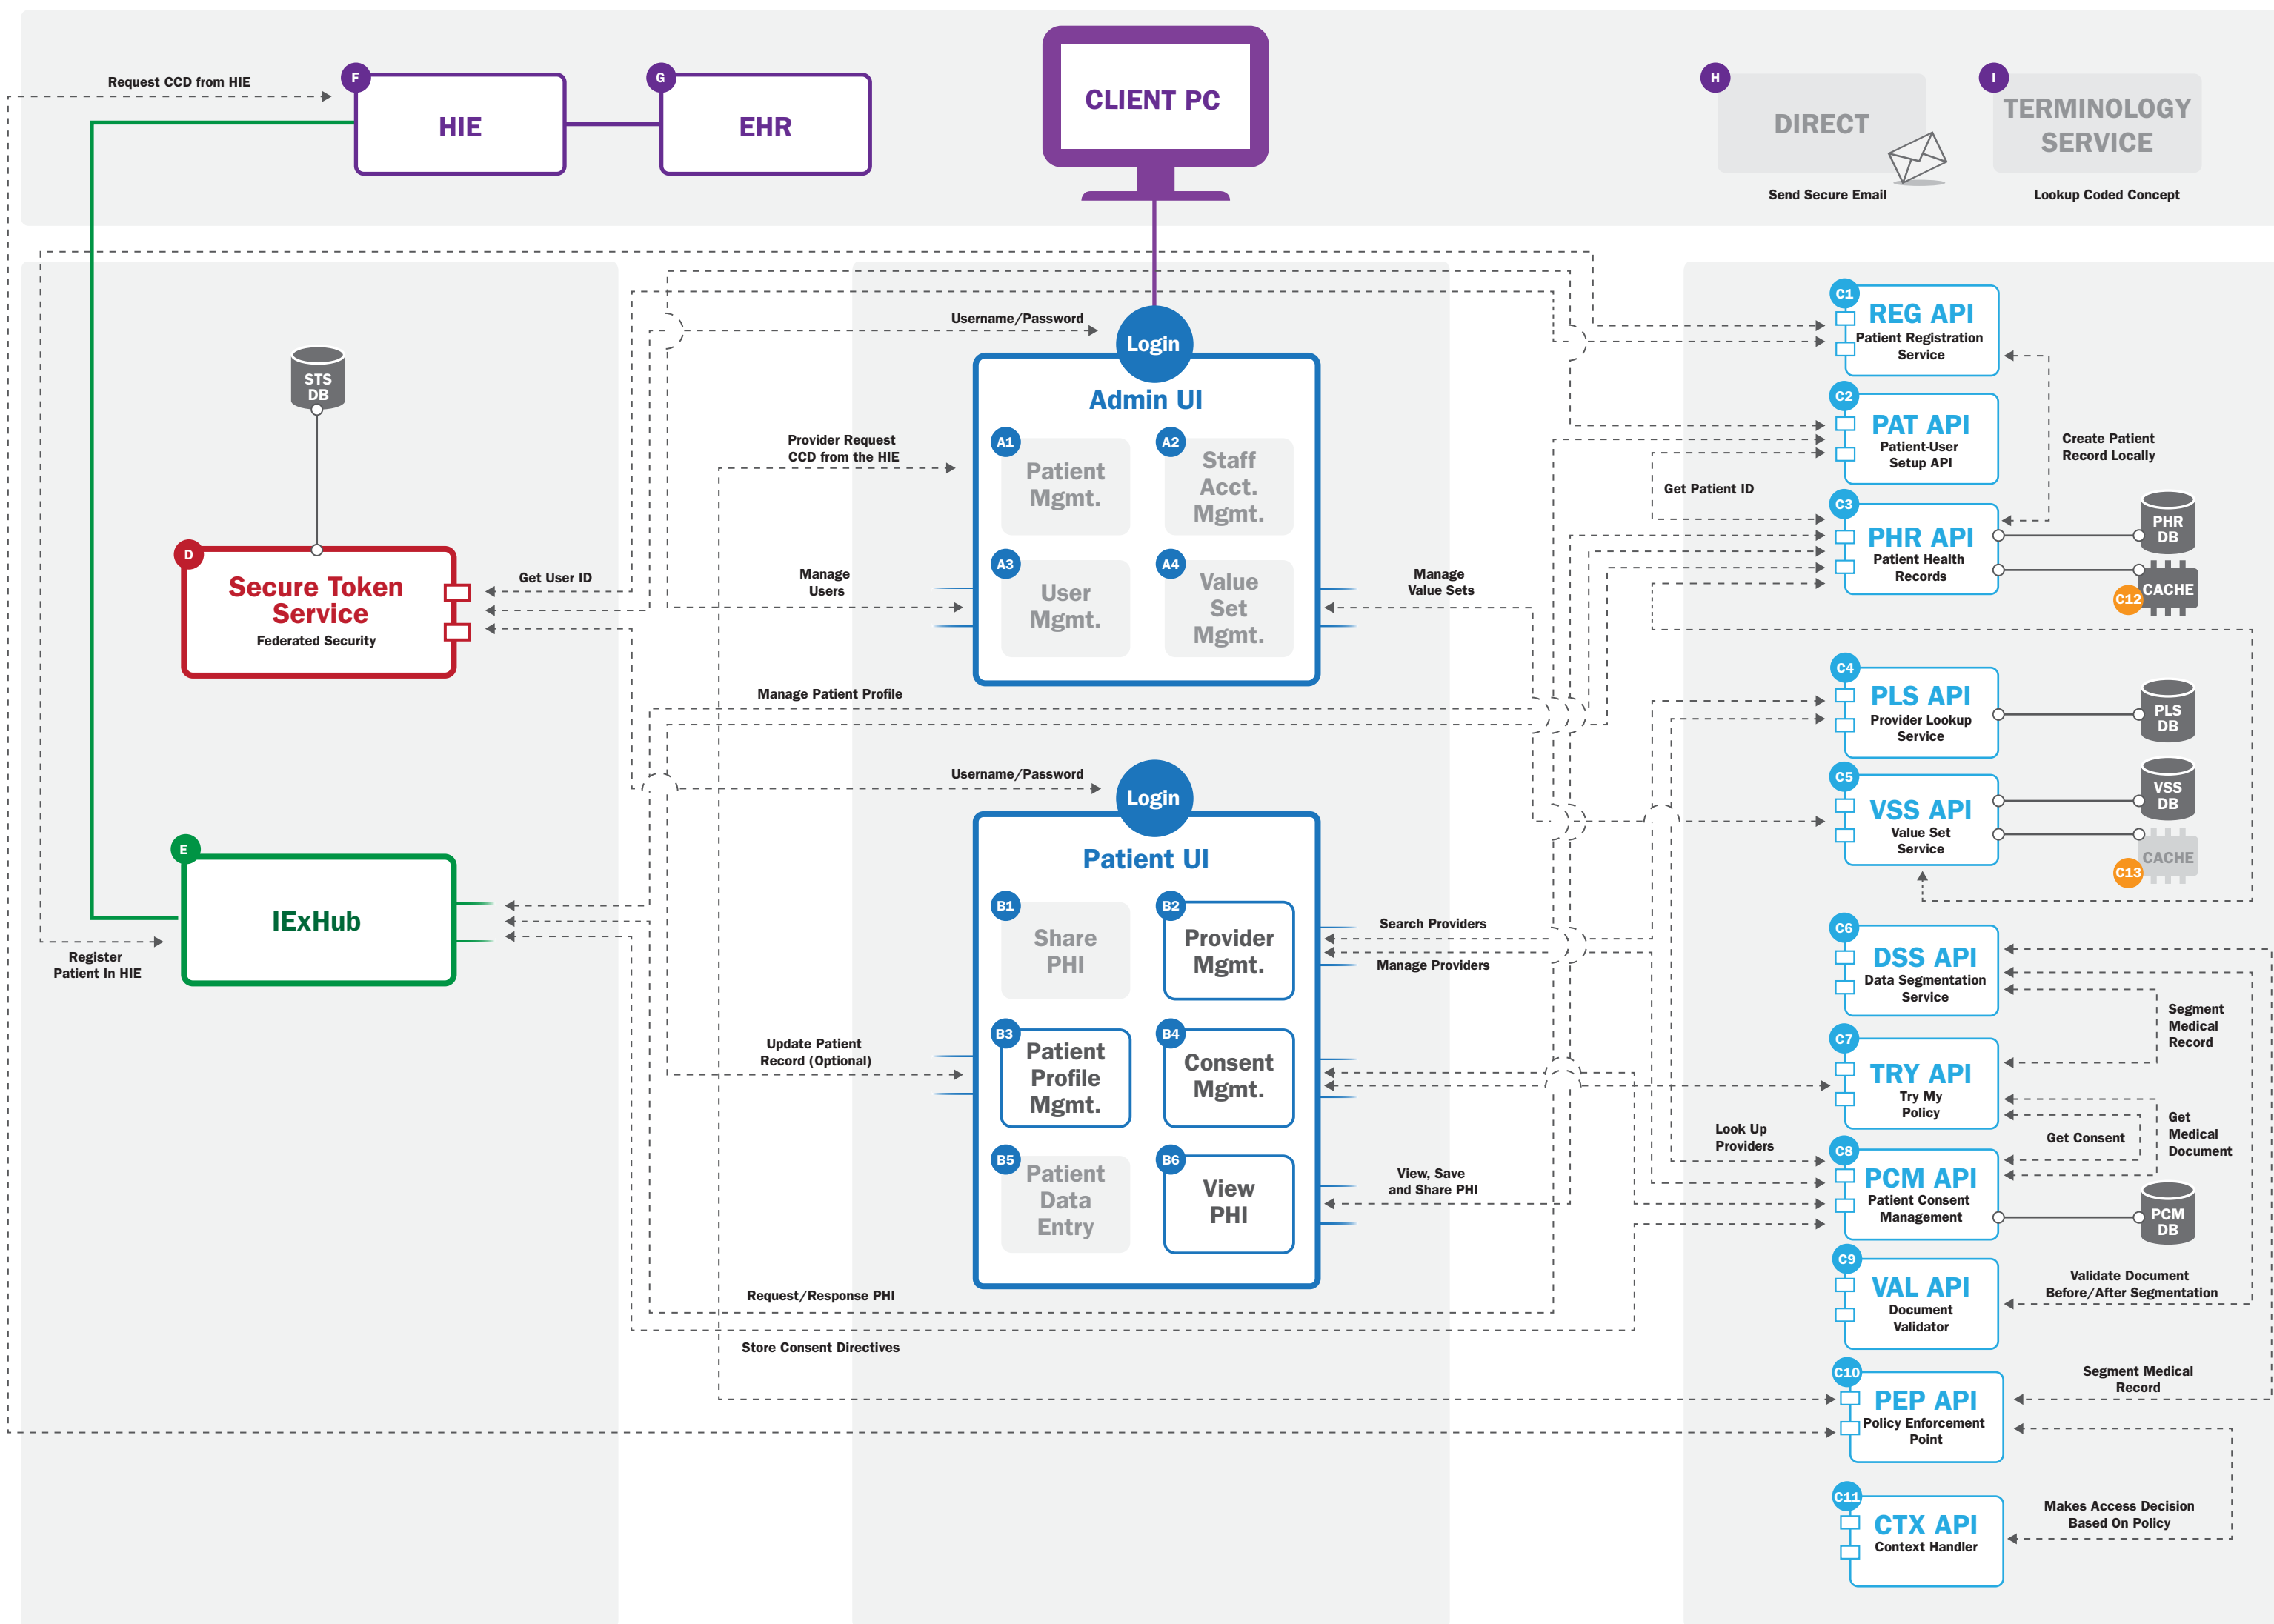 Request CCD from HIE
F
HIE
G
EHR
CLIENT PC
H
DIRECT
Send Secure Email
I
TERMINOLOGY
SERVICE
Lookup Coded Concept
STS
DB
D
Secure Token
Service
Federated Security
Get User ID
E
IExHub
Register
Patient In HIE
Username/Password
Login
Admin UI
Provider Request
CCD from the HIE
A1
Patient
Mgmt.
A2
Staff
Acct.
Mgmt.
Manage
Users
A3
User
Mgmt.
A4
Value
Set
Mgmt.
Manage
Value Sets
Manage Patient Profile
Username/Password
Login
Patient UI
B1
Share
PHI
B2
Provider
Mgmt.
Search Providers
Manage Providers
Update Patient
Record (Optional)
B3
Patient
Profile
Mgmt.
B4
Consent
Mgmt.
B5
Patient
Data
Entry
B6
View
PHI
View, Save
and Share PHI
Request/Response PHI
Store Consent Directives
C1
REG API
Patient Registration
Service
C2
PAT API
Patient-User
Setup API
Create Patient
Record Locally
Get Patient ID
C3
PHR API
Patient Health
Records
PHR
DB
CACHE
C12
C4
PLS API
Provider Lookup
Service
PLS
DB
C5
VSS API
Value Set
Service
VSS
DB
CACHE
C13
C6
DSS API
Data Segmentation
Service
Segment
Medical
Record
C7
TRY API
Try My
Policy
Get Consent
Get
Medical
Document
Look Up
Providers
C8
PCM API
Patient Consent
Management
PCM
DB
C9
VAL API
Document
Validator
Validate Document
Before/After Segmentation
C10
PEP API
Policy Enforcement
Point
Segment Medical
Record
C11
CTX API
Context Handler
Makes Access Decision
Based On Policy